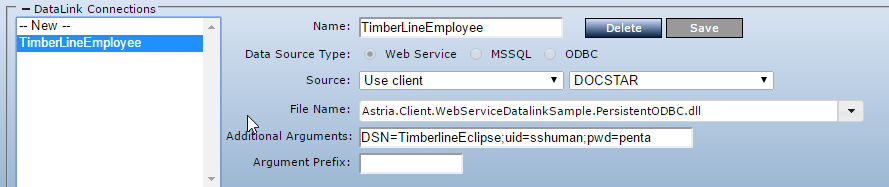 DataLink Connections
-- New --
TimberLineEmployee
Name: TimberLineEmployee Delete Save
Data Source Type: Web Service MSSQL ODBC
Source: Use client DOCSTAR
File Name: Astria.Client.WebServiceDatalinkSample.PersistentODBC.dll
Additional Arguments: DSN=TimberlineEclipse;uid=sshuman;pwd=penta
Argument Prefix: